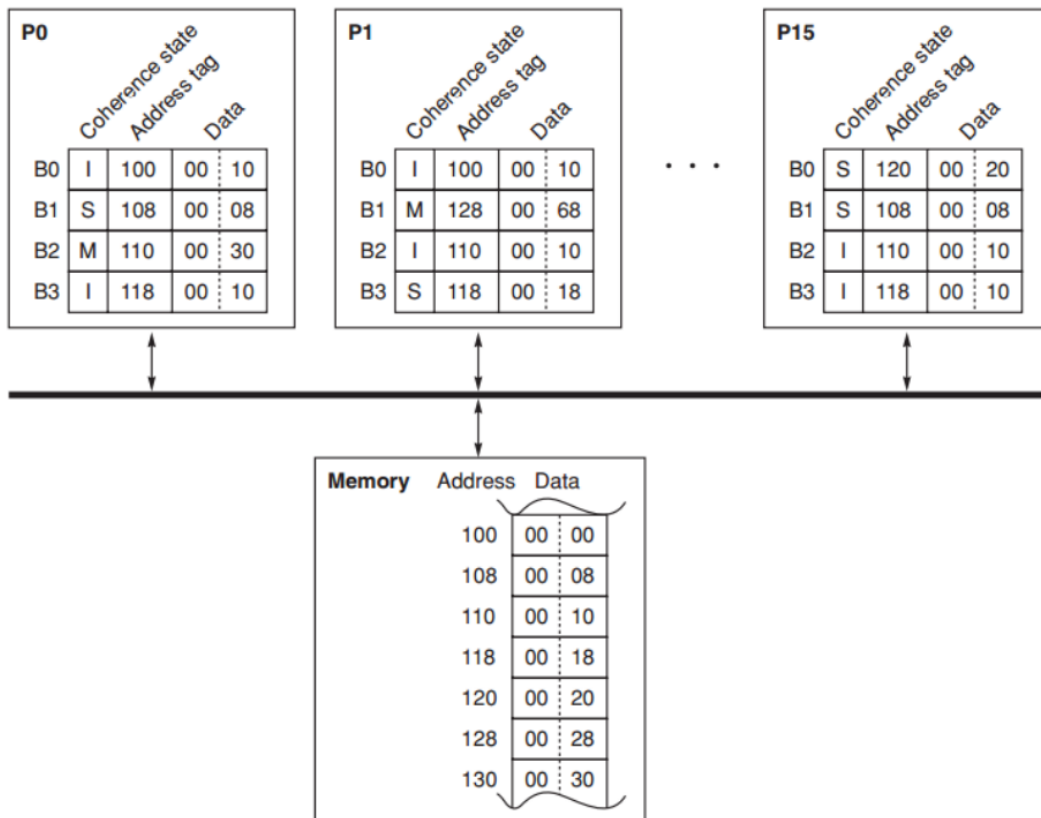 P0
Coherence state
Address tag
Data
B0 I 100 00 10
B1 S 108 00 08
B2 M 110 00 30
B3 I 118 00 10
P1
Coherence state
Address tag
Data
B0 I 100 00 10
B1 M 128 00 68
B2 I 110 00 10
B3 S 118 00 18
. . .
P15
Coherence state
Address tag
Data
B0 S 120 00 20
B1 S 108 00 08
B2 I 110 00 10
B3 I 118 00 10
Memory Address Data
100 00 00
108 00 08
110 00 10
118 00 18
120 00 20
128 00 28
130 00 30